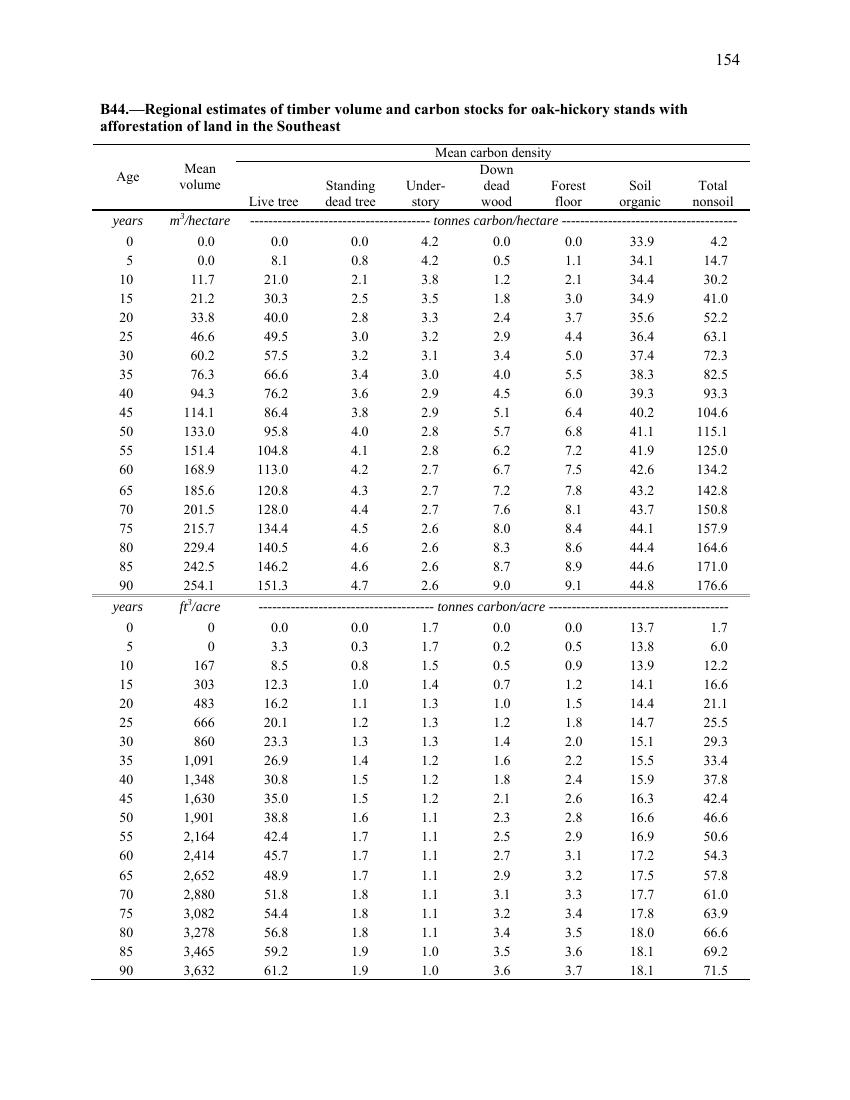 154
B44.—Regional estimates of timber volume and carbon stocks for oak-hickory stands with
afforestation of land in the Southeast
Mean carbon density
Age Mean volume Live tree Standing dead tree Under-story Down dead wood Forest floor Soil organic Total nonsoil
years m³/hectare ---------------------------------------- tonnes carbon/hectare ---------------------------------------
0 0.0 0.0 0.0 4.2 0.0 0.0 33.9 4.2
5 0.0 8.1 0.8 4.2 0.5 1.1 34.1 14.7
10 11.7 21.0 2.1 3.8 1.2 2.1 34.4 30.2
15 21.2 30.3 2.5 3.5 1.8 3.0 34.9 41.0
20 33.8 40.0 2.8 3.3 2.4 3.7 35.6 52.2
25 46.6 49.5 3.0 3.2 2.9 4.4 36.4 63.1
30 60.2 57.5 3.2 3.1 3.4 5.0 37.4 72.3
35 76.3 66.6 3.4 3.0 4.0 5.5 38.3 82.5
40 94.3 76.2 3.6 2.9 4.5 6.0 39.3 93.3
45 114.1 86.4 3.8 2.9 5.1 6.4 40.2 104.6
50 133.0 95.8 4.0 2.8 5.7 6.8 41.1 115.1
55 151.4 104.8 4.1 2.8 6.2 7.2 41.9 125.0
60 168.9 113.0 4.2 2.7 6.7 7.5 42.6 134.2
65 185.6 120.8 4.3 2.7 7.2 7.8 43.2 142.8
70 201.5 128.0 4.4 2.7 7.6 8.1 43.7 150.8
75 215.7 134.4 4.5 2.6 8.0 8.4 44.1 157.9
80 229.4 140.5 4.6 2.6 8.3 8.6 44.4 164.6
85 242.5 146.2 4.6 2.6 8.7 8.9 44.6 171.0
90 254.1 151.3 4.7 2.6 9.0 9.1 44.8 176.6
years ft³/acre --------------------------------------- tonnes carbon/acre ----------------------------------------
0 0 0.0 0.0 1.7 0.0 0.0 13.7 1.7
5 0 3.3 0.3 1.7 0.2 0.5 13.8 6.0
10 167 8.5 0.8 1.5 0.5 0.9 13.9 12.2
15 303 12.3 1.0 1.4 0.7 1.2 14.1 16.6
20 483 16.2 1.1 1.3 1.0 1.5 14.4 21.1
25 666 20.1 1.2 1.3 1.2 1.8 14.7 25.5
30 860 23.3 1.3 1.3 1.4 2.0 15.1 29.3
35 1,091 26.9 1.4 1.2 1.6 2.2 15.5 33.4
40 1,348 30.8 1.5 1.2 1.8 2.4 15.9 37.8
45 1,630 35.0 1.5 1.2 2.1 2.6 16.3 42.4
50 1,901 38.8 1.6 1.1 2.3 2.8 16.6 46.6
55 2,164 42.4 1.7 1.1 2.5 2.9 16.9 50.6
60 2,414 45.7 1.7 1.1 2.7 3.1 17.2 54.3
65 2,652 48.9 1.7 1.1 2.9 3.2 17.5 57.8
70 2,880 51.8 1.8 1.1 3.1 3.3 17.7 61.0
75 3,082 54.4 1.8 1.1 3.2 3.4 17.8 63.9
80 3,278 56.8 1.8 1.1 3.4 3.5 18.0 66.6
85 3,465 59.2 1.9 1.0 3.5 3.6 18.1 69.2
90 3,632 61.2 1.9 1.0 3.6 3.7 18.1 71.5